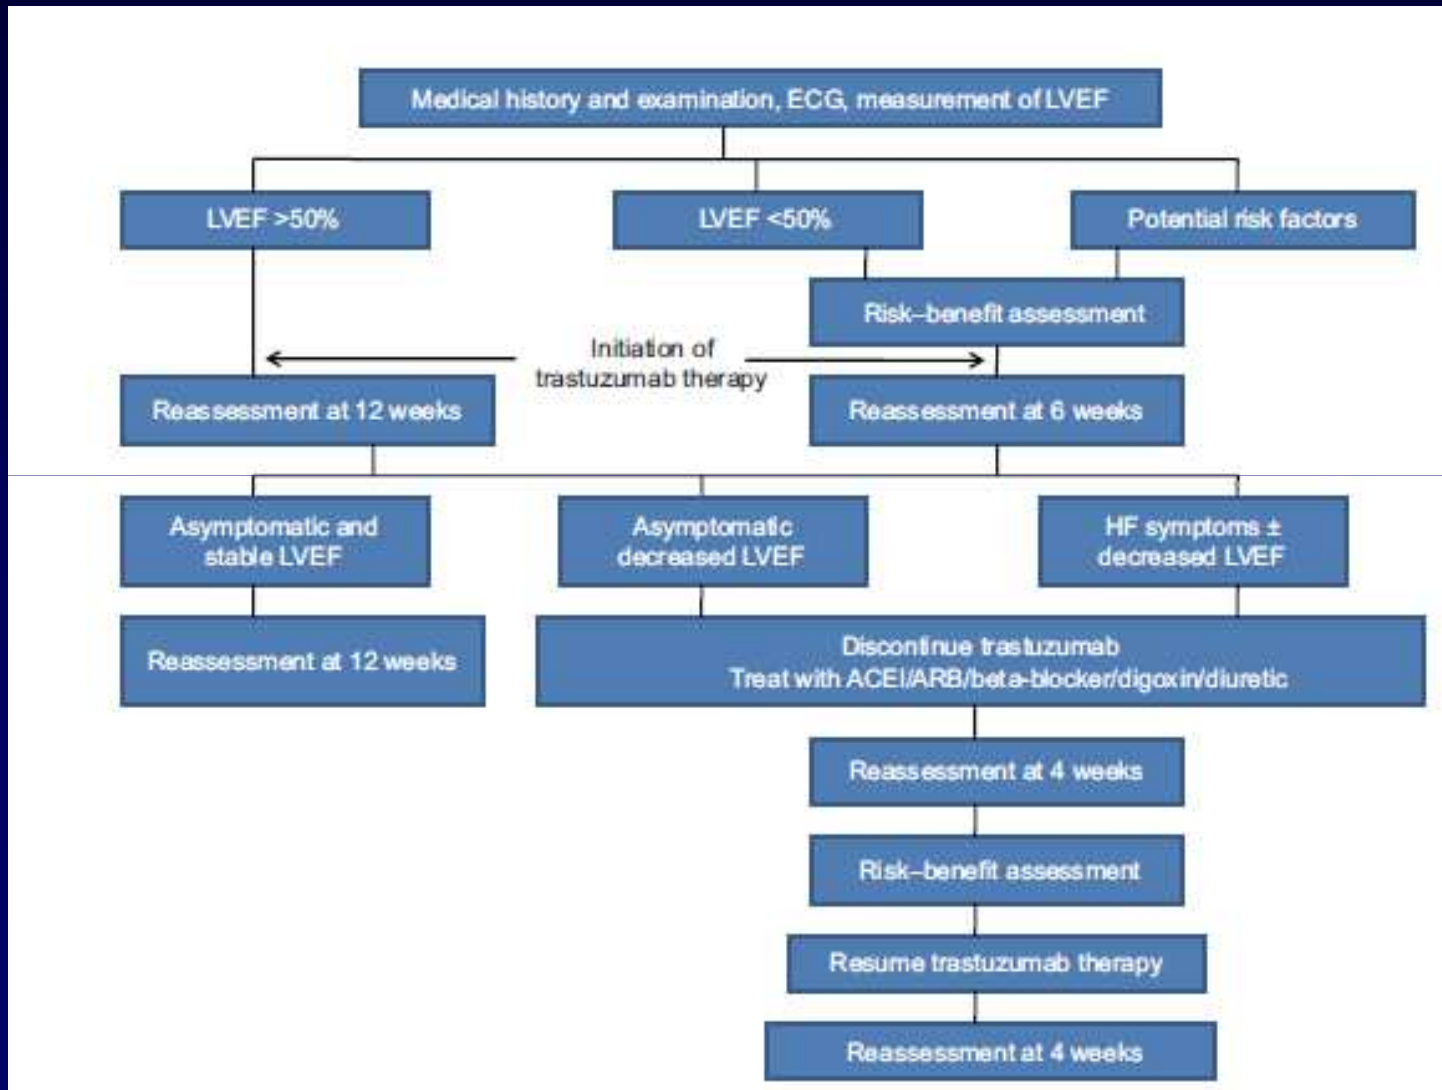 Medical history and examination, ECG, measurement of LVEF
LVEF >50%
LVEF <50%
Potential risk factors
Risk–benefit assessment
Initiation of
trastuzumab therapy
Reassessment at 12 weeks
Reassessment at 6 weeks
Asymptomatic and
stable LVEF
Asymptomatic
decreased LVEF
HF symptoms ±
decreased LVEF
Reassessment at 12 weeks
Discontinue trastuzumab
Treat with ACEI/ARB/beta-blocker/digoxin/diuretic
Reassessment at 4 weeks
Risk–benefit assessment
Resume trastuzumab therapy
Reassessment at 4 weeks